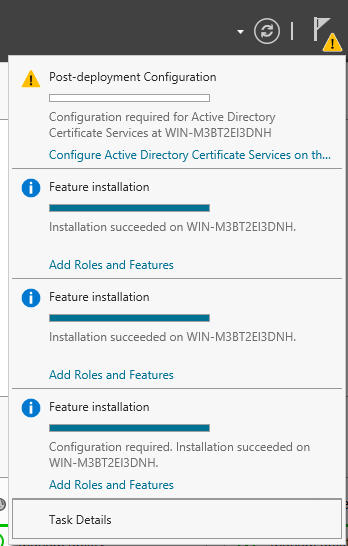 Post-deployment Configuration
Configuration required for Active Directory
Certificate Services at WIN-M3BT2EI3DNH
Configure Active Directory Certificate Services on th...
Feature installation
Installation succeeded on WIN-M3BT2EI3DNH.
Add Roles and Features
Feature installation
Installation succeeded on WIN-M3BT2EI3DNH.
Add Roles and Features
Feature installation
Configuration required. Installation succeeded on
WIN-M3BT2EI3DNH.
Add Roles and Features
Task Details